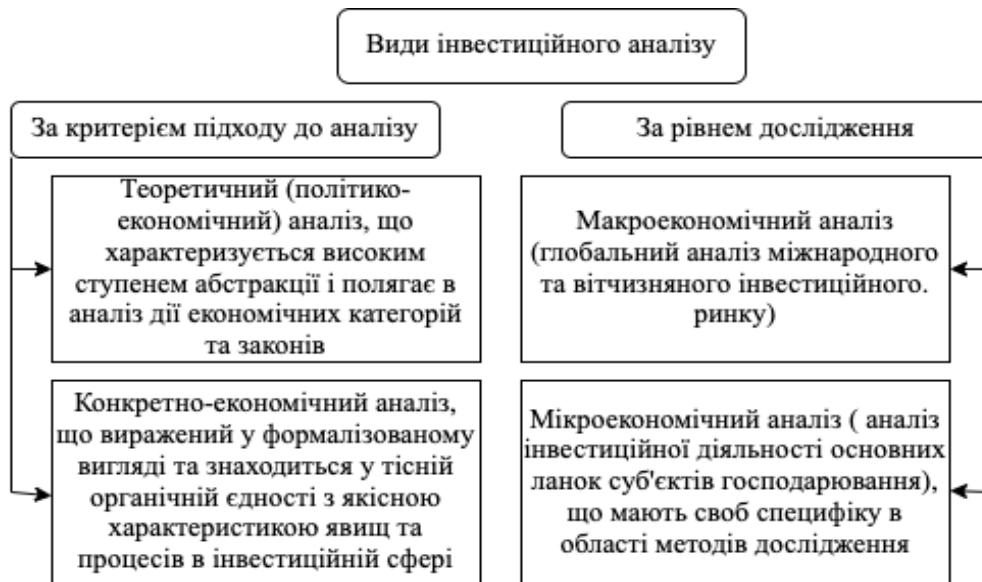 Види інвестиційного аналізу
За критерієм підходу до аналізу
Теоретичний (політико-
економічний) аналіз, що
характеризується високим
ступенем абстракції і полягає в
аналіз дії економічних категорій
та законів
Конкретно-економічний аналіз,
що виражений у формалізованому
вигляді та знаходиться у тісній
органічній єдності з якісною
характеристикою явищ та
процесів в інвестиційній сфері
За рівнем дослідження
Макроекономічний аналіз
(глобальний аналіз міжнародного
та вітчизняного інвестиційного.
ринку)
Мікроекономічний аналіз ( аналіз
інвестиційної діяльності основних
ланок суб'єктів господарювання),
що мають своб специфіку в
області методів дослідження